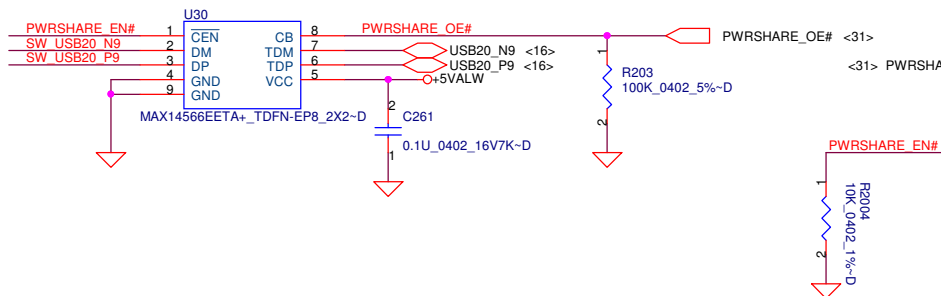 U30
PWRSHARE_EN# 1 CEN CB 8 PWRSHARE_OE# PWRSHARE_OE# <31>
SW_USB20_N9 2 DM TDM 7 USB20_N9 <16>
SW_USB20_P9 3 DP TDP 6 USB20_P9 <16>
4 GND VCC 5 +5VALW
9 GND
MAX14566EETA+_TDFN-EP8_2X2~D
2
C261
0.1U_0402_16V7K~D
1
1
R203
100K_0402_5%~D
2
<31> PWRSHA
PWRSHARE_EN#
1
R2004
10K_0402_1%~D
2